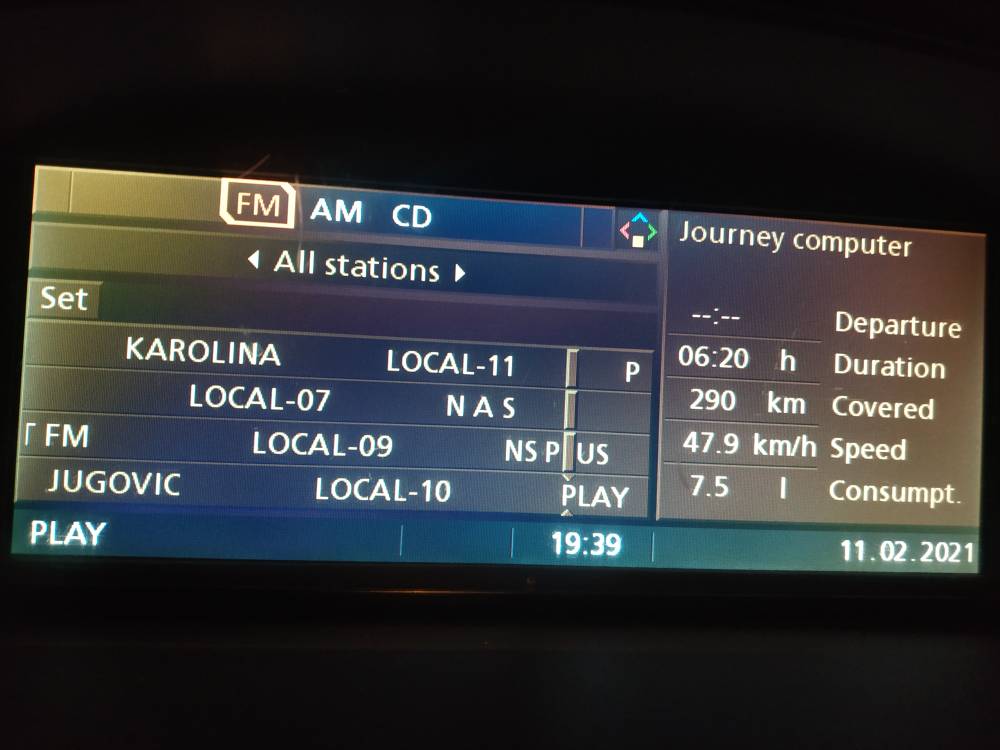 FM AM CD
All stations
Set
KAROLINA LOCAL-11 P
LOCAL-07 N A S
T FM LOCAL-09 NS PLUS
JUGOVIC LOCAL-10 PLAY
PLAY 19:39 11.02.2021
Journey computer
--:-- Departure
06:20 h Duration
290 km Covered
47.9 km/h Speed
7.5 l Consumpt.